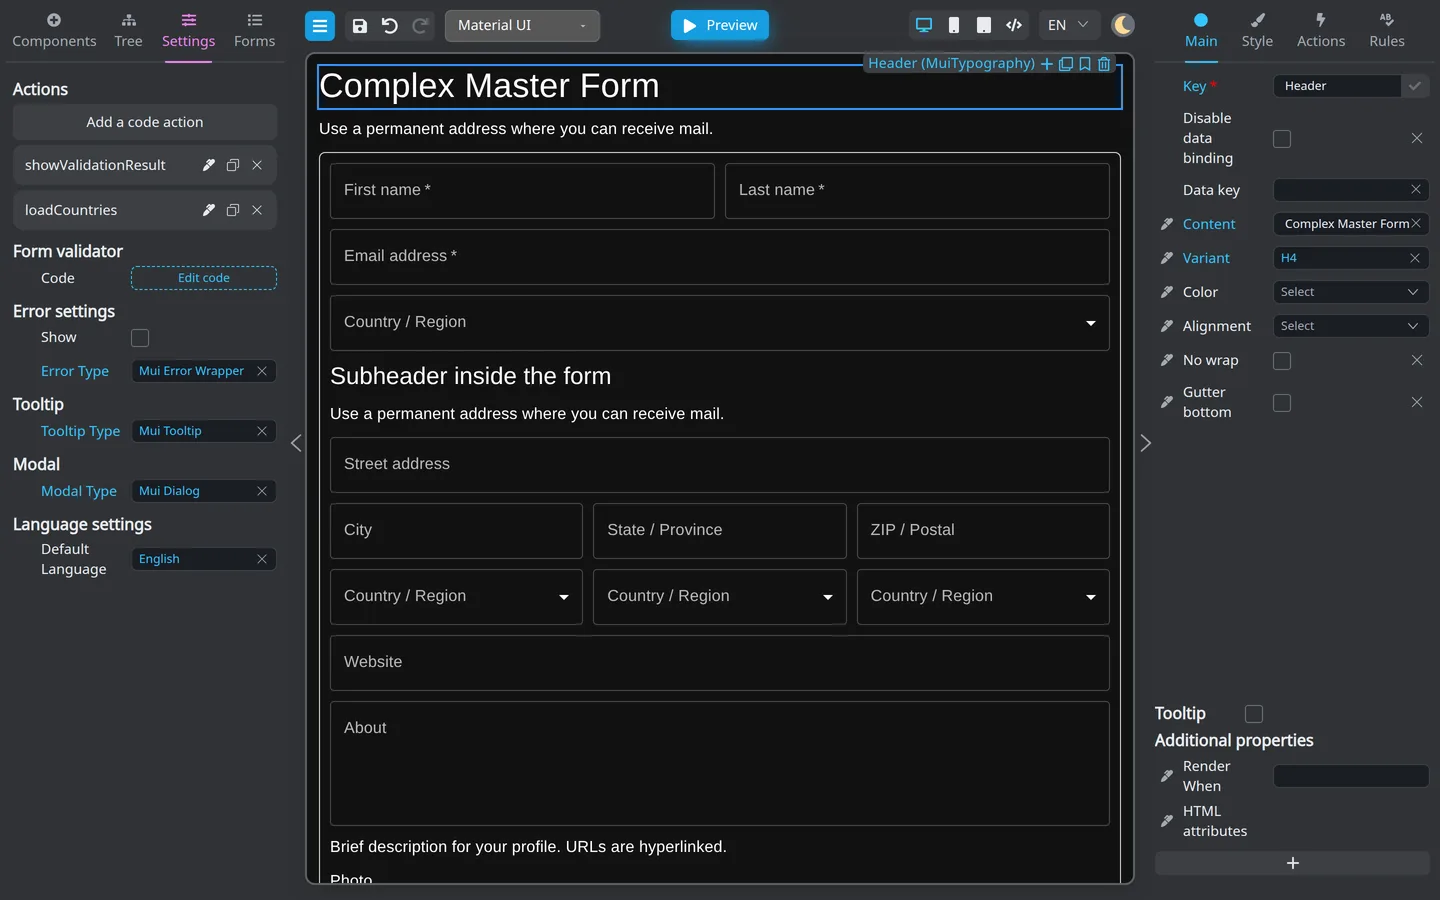 Components
Tree
Settings
Forms
Material UI
Preview
EN
Main
Style
Actions
Rules
Actions
Add a code action
showValidationResult
loadCountries
Form validator
Code
Edit code
Error settings
Show
Error Type
Mui Error Wrapper
Tooltip
Tooltip Type
Mui Tooltip
Modal
Modal Type
Mui Dialog
Language settings
Default
Language
English
Header (MuiTypography)
Complex Master Form
Use a permanent address where you can receive mail.
First name *
Last name *
Email address *
Country / Region
Subheader inside the form
Use a permanent address where you can receive mail.
Street address
City
State / Province
ZIP / Postal
Country / Region
Country / Region
Country / Region
Website
About
Brief description for your profile. URLs are hyperlinked.
Photo
Key *
Header
Disable
data
binding
Data key
Content
Complex Master Form
Variant
H4
Color
Select
Alignment
Select
No wrap
Gutter
bottom
Tooltip
Additional properties
Render
When
HTML
attributes